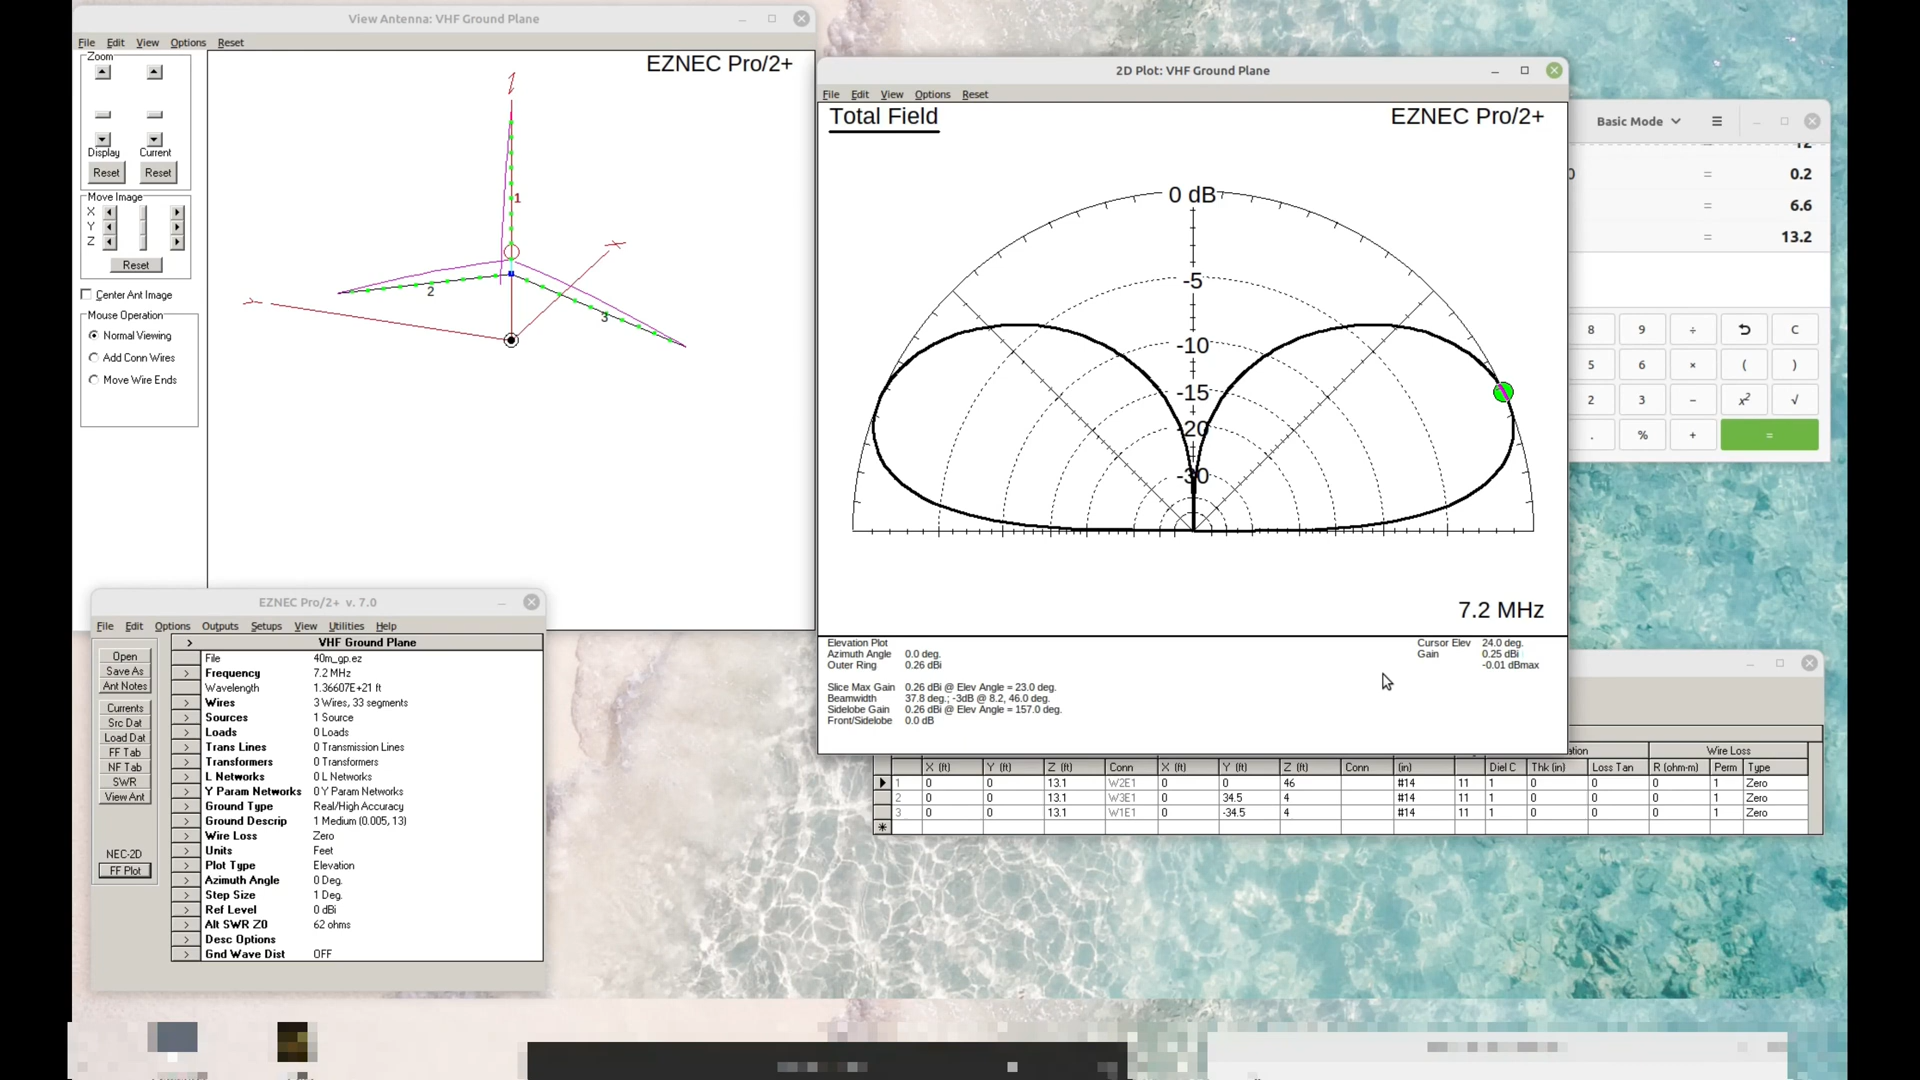 View Antenna: VHF Ground Plane
File Edit View Options Reset
EZNEC Pro/2+
Zoom
Display Current
Reset Reset
Move Image
X
Y
Z
Reset
Center Ant Image
Mouse Operation
Normal Viewing
Add Conn Wires
Move Wire Ends
Z
1
X
2
3
Y
2D Plot: VHF Ground Plane
File Edit View Options Reset
Total Field
EZNEC Pro/2+
0 dB
-5
-10
-15
-20
-30
7.2 MHz
Elevation Plot
Azimuth Angle 0.0 deg.
Outer Ring 0.26 dBi
Slice Max Gain 0.26 dBi @ Elev Angle = 23.0 deg.
Beamwidth 37.8 deg.; -3dB @ 8.2, 46.0 deg.
Sidelobe Gain 0.26 dBi @ Elev Angle = 157.0 deg.
Front/Sidelobe 0.0 dB
Cursor Elev 24.0 deg.
Gain 0.25 dBi
-0.01 dBmax
Basic Mode
= 0.2
6.6
= 13.2
8 9 ÷ C
5 6 × ( )
2 3 − x² √
. % + =
EZNEC Pro/2+ v. 7.0
File Edit Options Outputs Setups View Utilities Help
Open
Save As
Ant Notes
Currents
Src Dat
Load Dat
FF Tab
NF Tab
SWR
View Ant
NEC-2D
FF Plot
> VHF Ground Plane
File 40m_gp.ez
> Frequency 7.2 MHz
Wavelength 1.36607E+21 ft
> Wires 3 Wires, 33 segments
> Sources 1 Source
> Loads 0 Loads
> Trans Lines 0 Transmission Lines
> Transformers 0 Transformers
> L Networks 0 L Networks
> Y Param Networks 0 Y Param Networks
> Ground Type Real/High Accuracy
> Ground Descrip 1 Medium (0.005, 13)
> Wire Loss Zero
> Units Feet
> Plot Type Elevation
> Azimuth Angle 0 Deg.
> Step Size 1 Deg.
> Ref Level 0 dBi
> Alt SWR Z0 62 ohms
> Desc Options
> Gnd Wave Dist OFF
Wire Loss
X (ft) Y (ft) Z (ft) Conn X (ft) Y (ft) Z (ft) Conn (in) Diel C Thk (in) Loss Tan R (ohm-m) Perm Type
1 0 0 13.1 W2E1 0 0 46 #14 11 1 0 0 0 1 Zero
2 0 0 13.1 W3E1 0 34.5 4 #14 11 1 0 0 0 1 Zero
3 0 0 13.1 W1E1 0 -34.5 4 #14 11 1 0 0 0 1 Zero